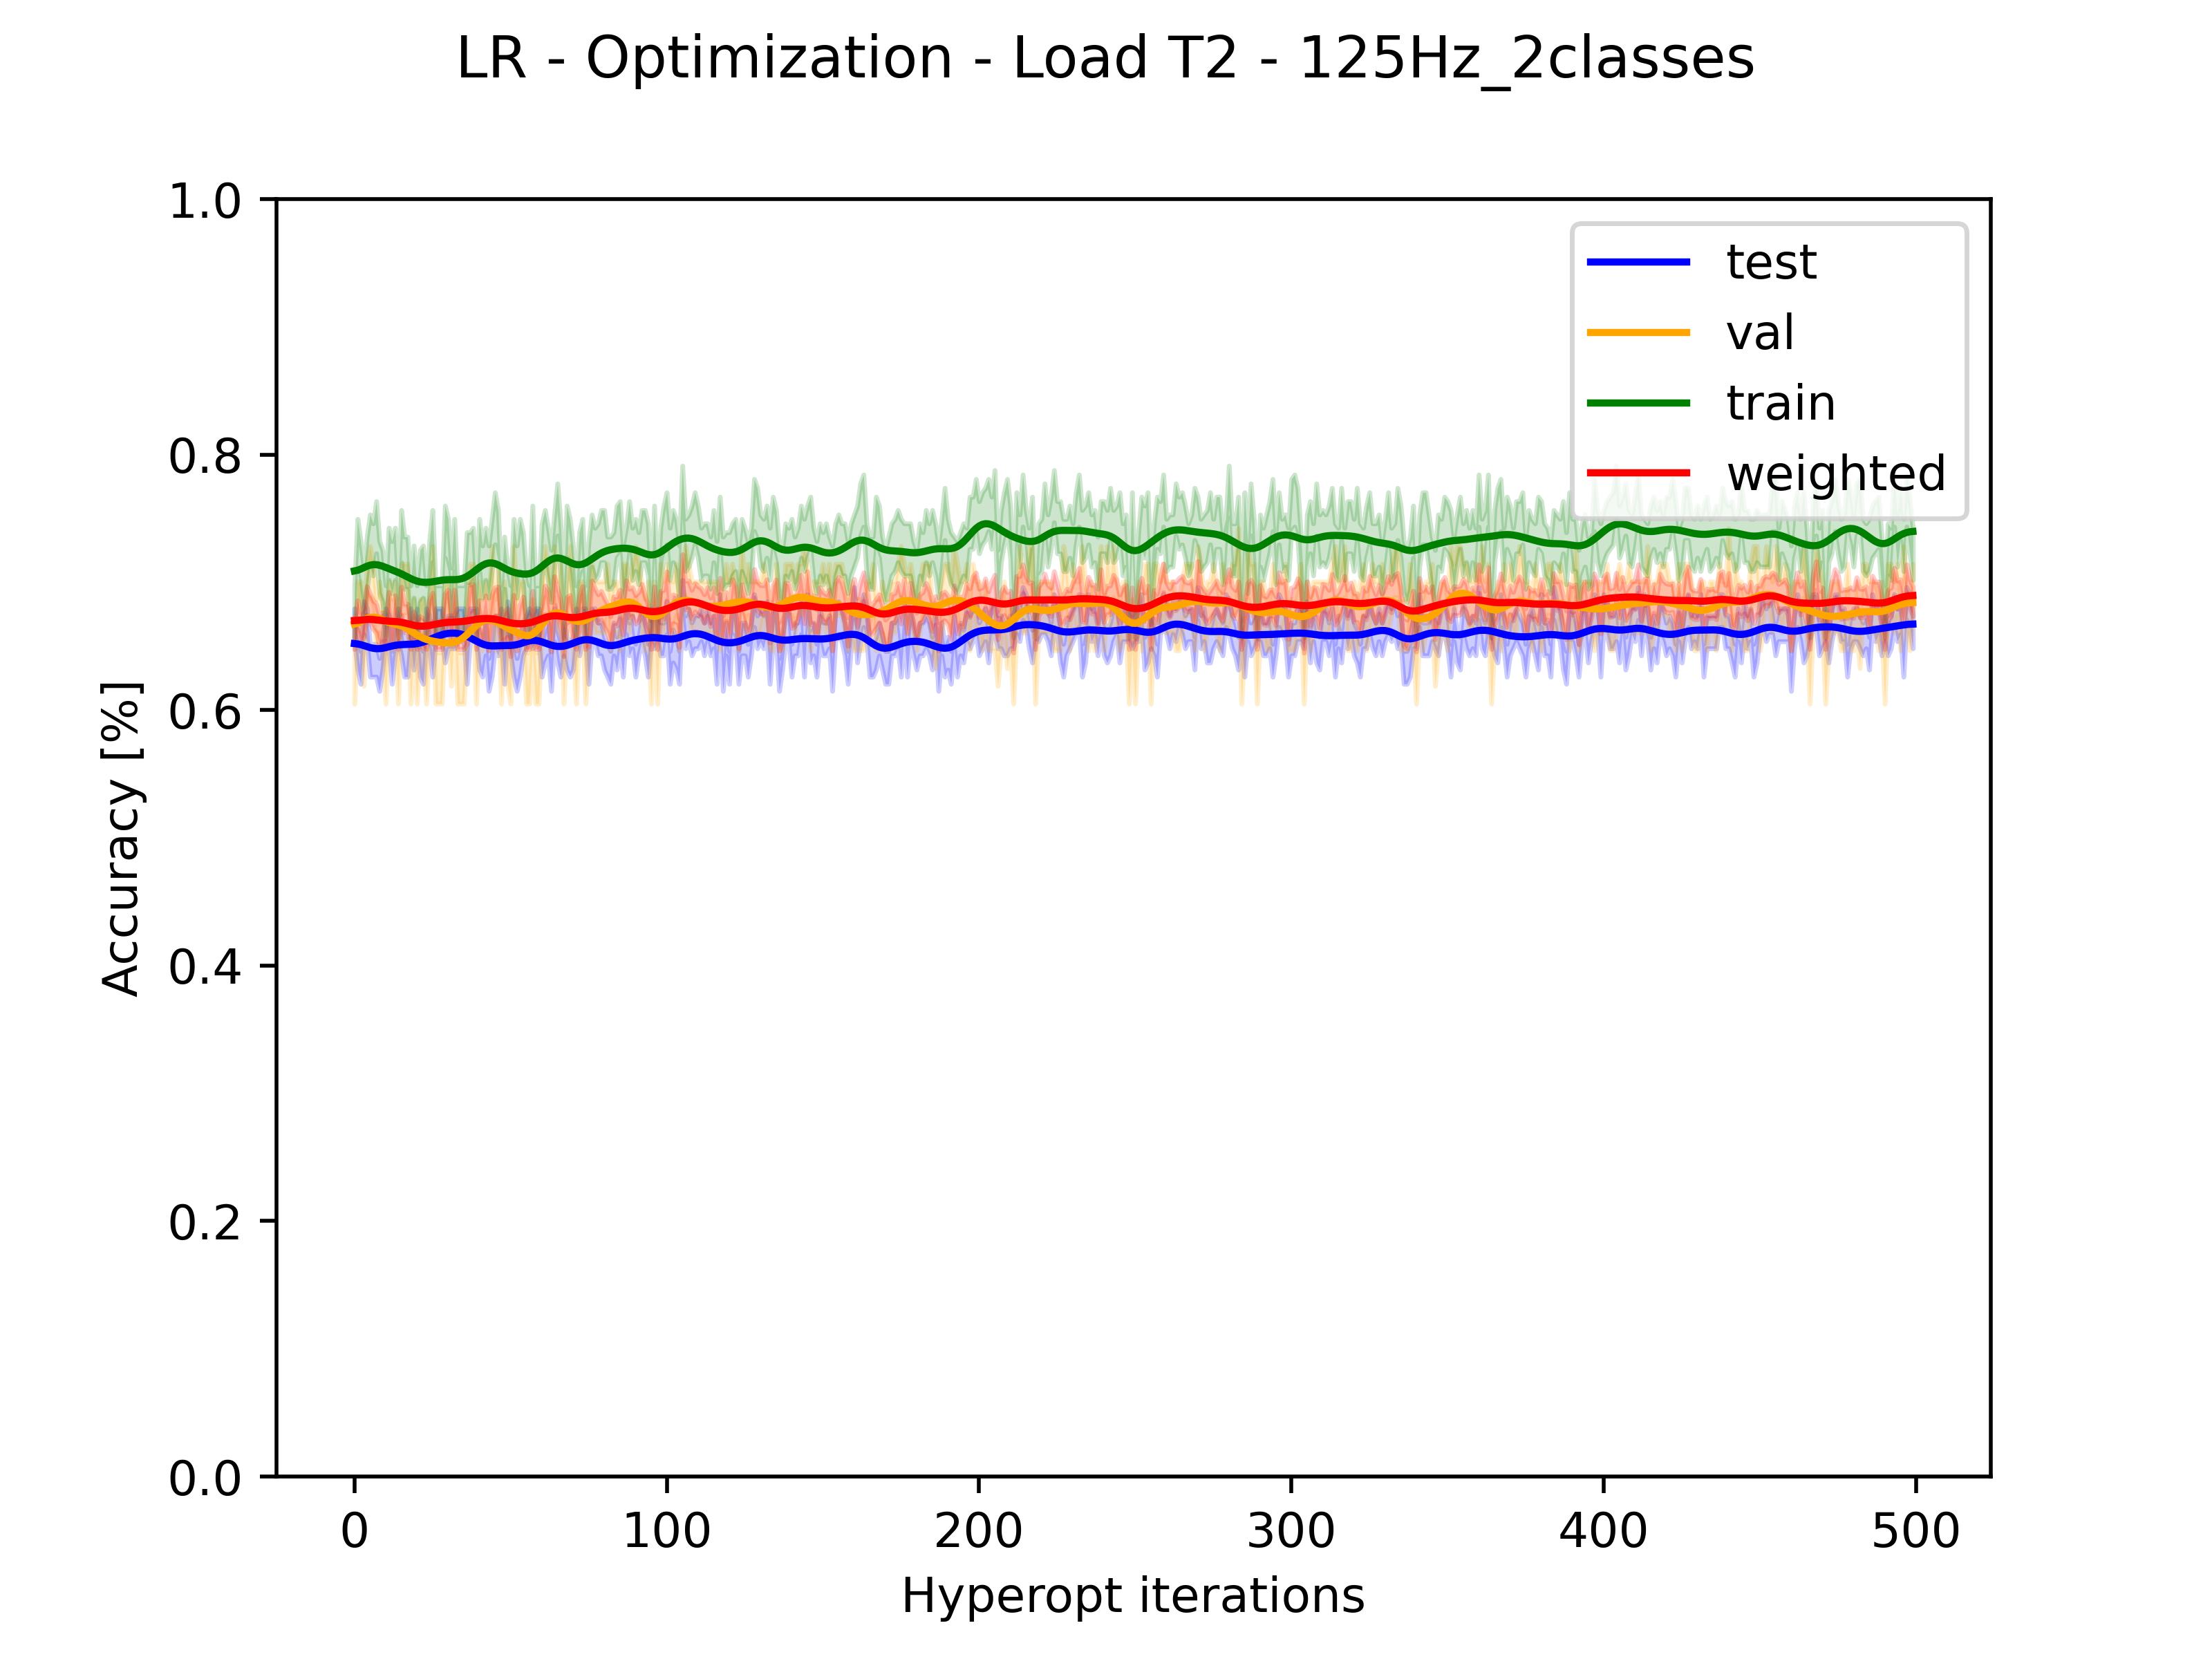 LR - Optimization - Load T2 - 125Hz_2classes
1.0
0.8
0.6
0.4
0.2
0.0
Accuracy [%]
test
val
train
weighted
0 100 200 300 400 500
Hyperopt iterations